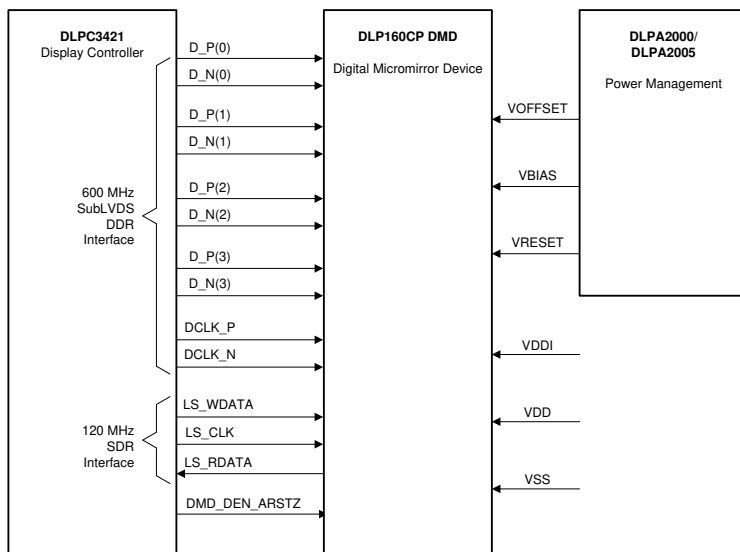 DLPC3421
Display Controller
D_P(0)
D_N(0)
D_P(1)
D_N(1)
D_P(2)
D_N(2)
D_P(3)
D_N(3)
DCLK_P
DCLK_N
600 MHz
SubLVDS
DDR
Interface
LS_WDATA
LS_CLK
LS_RDATA
120 MHz
SDR
Interface
DMD_DEN_ARSTZ
DLP160CP DMD
Digital Micromirror Device
DLPA2000/
DLPA2005
Power Management
VOFFSET
VBIAS
VRESET
VDDI
VDD
VSS